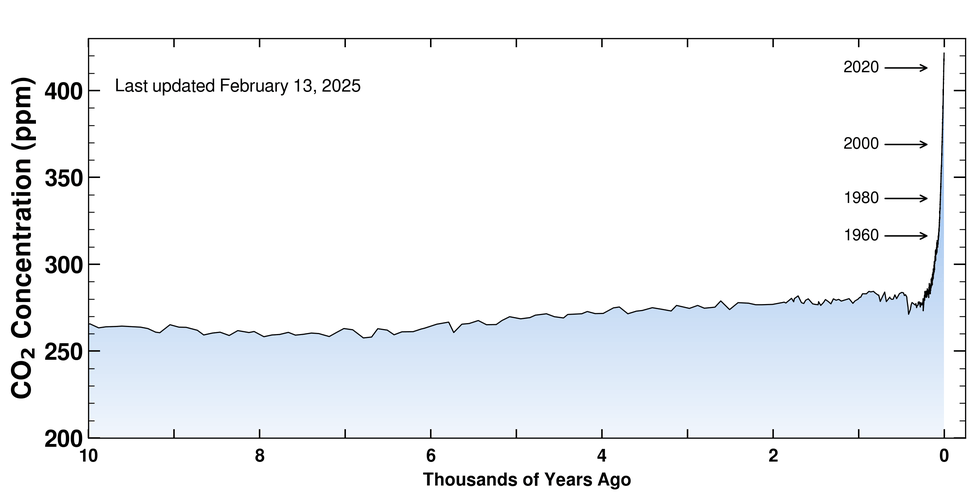 Last updated February 13, 2025
2020
2000
1980
1960
CO₂ Concentration (ppm)
400
350
300
250
200
10 8 6 4 2 0
Thousands of Years Ago